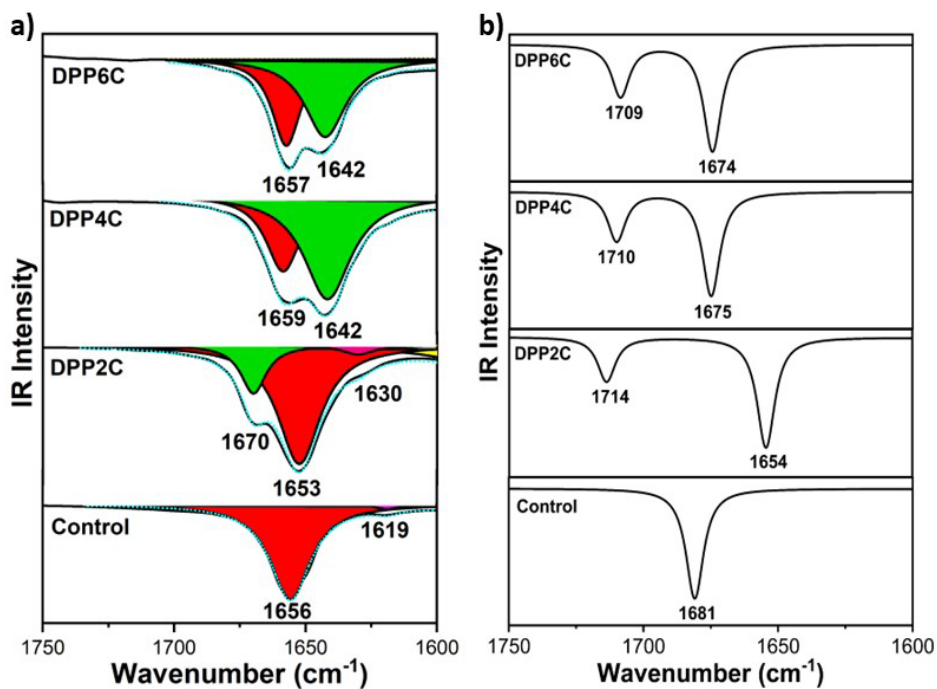 a)
IR Intensity
DPP6C
1657
1642
DPP4C
1659
1642
DPP2C
1670
1653
1630
Control
1656
1619
1750
1700
1650
1600
Wavenumber (cm⁻¹)
b)
IR Intensity
DPP6C
1709
1674
DPP4C
1710
1675
DPP2C
1714
1654
Control
1681
1750
1700
1650
1600
Wavenumber (cm⁻¹)